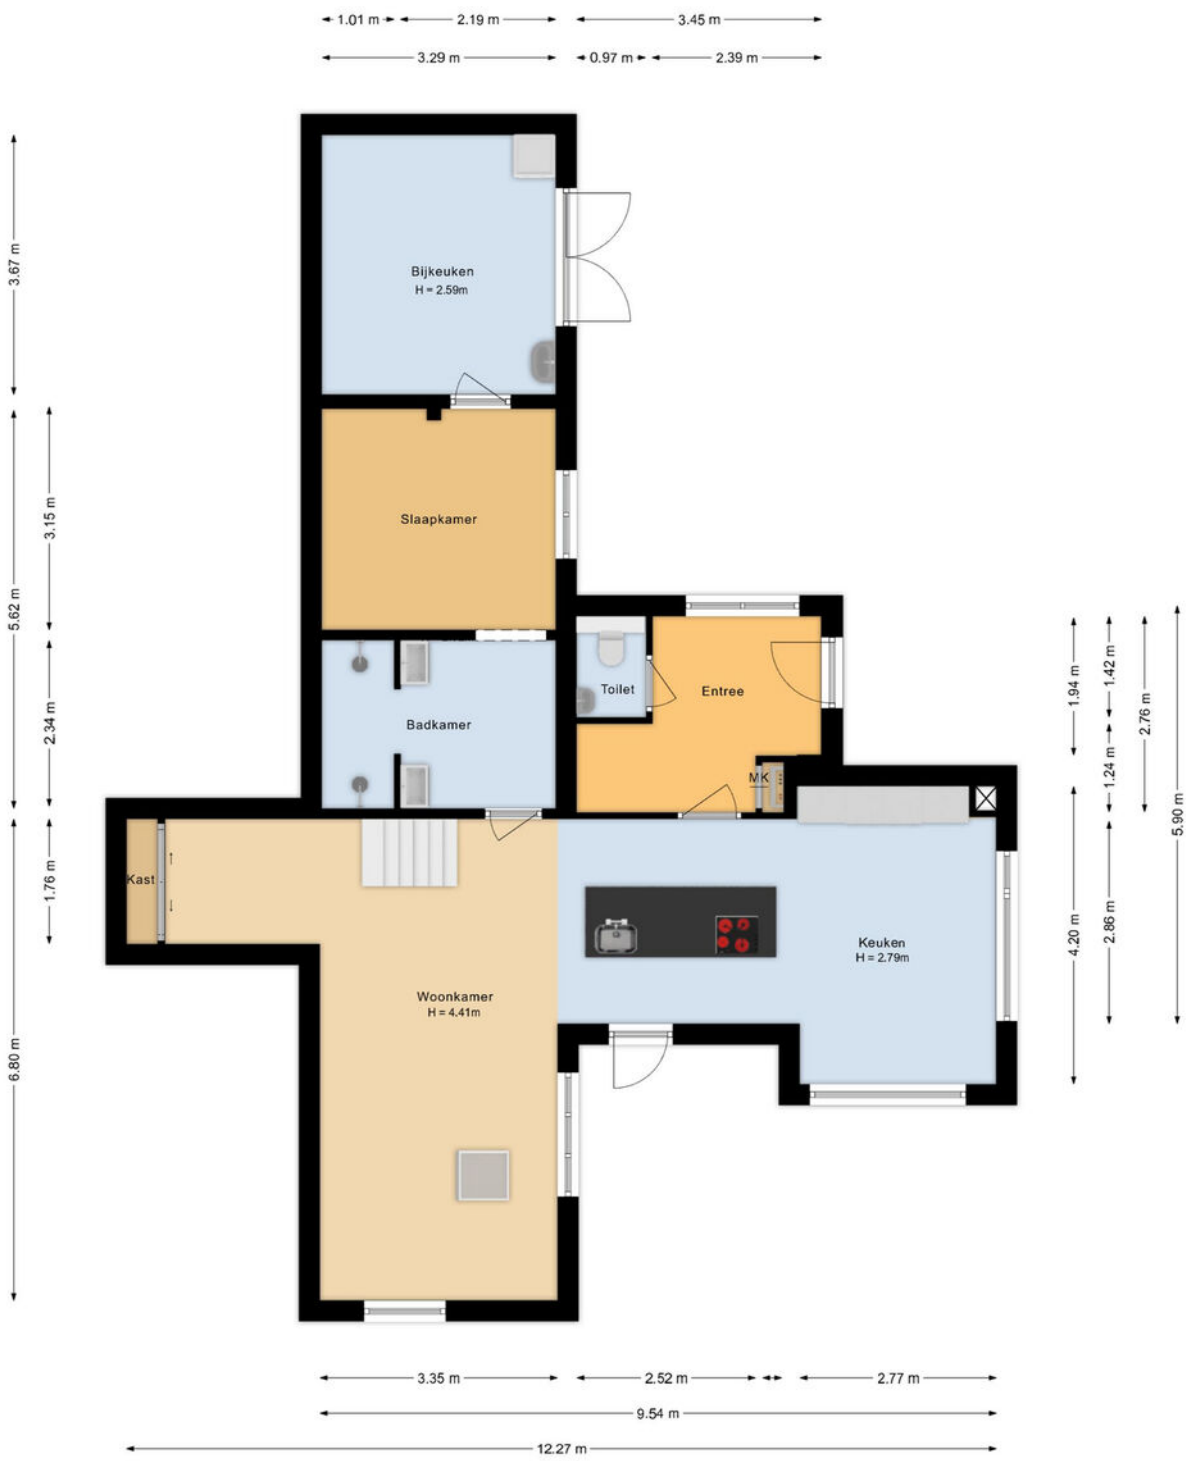 1.01 m 2.19 m 3.45 m
3.29 m 0.97 m 2.39 m
3.67 m
Bijkeuken
H = 2.59m
5.62 m
3.15 m
Slaapkamer
2.34 m
Badkamer
Toilet
Entree
MK
1.94 m
1.42 m
2.76 m
1.24 m
5.90 m
Kast
1.76 m
6.80 m
Woonkamer
H = 4.41m
Keuken
H = 2.79m
4.20 m
2.86 m
3.35 m 2.52 m 2.77 m
9.54 m
12.27 m